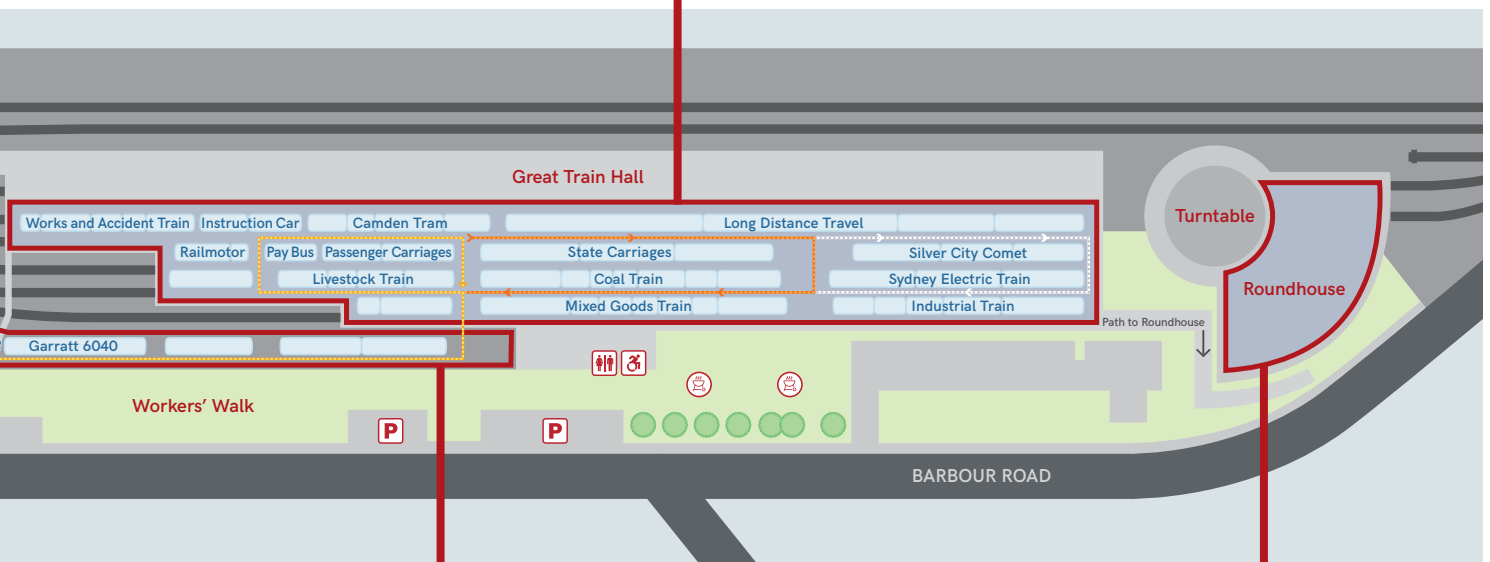 Great Train Hall
Works and Accident Train
Instruction Car
Camden Tram
Long Distance Travel
Turntable
Railmotor
Pay Bus
Passenger Carriages
State Carriages
Silver City Comet
Livestock Train
Coal Train
Sydney Electric Train
Roundhouse
Mixed Goods Train
Industrial Train
Path to Roundhouse
Garratt 6040
Workers’ Walk
P
P
BARBOUR ROAD